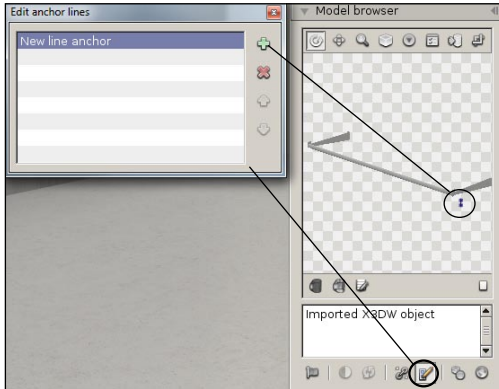 Edit anchor lines
New line anchor
Model browser
Imported X3DW object